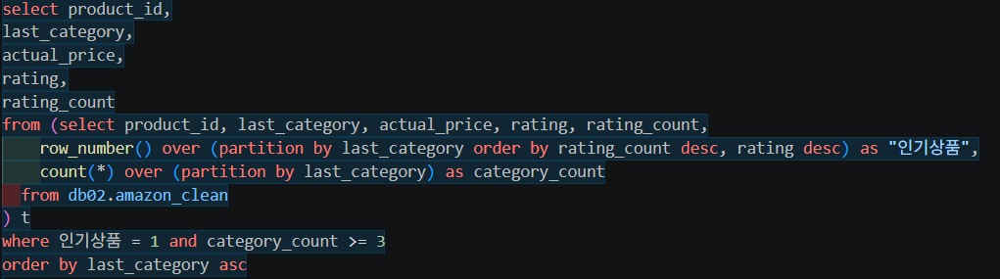 select product_id,
last_category,
actual_price,
rating,
rating_count
from (select product_id, last_category, actual_price, rating, rating_count,
    row_number() over (partition by last_category order by rating_count desc, rating desc) as "인기상품",
    count(*) over (partition by last_category) as category_count
  from db02.amazon_clean
) t
where 인기상품 = 1 and category_count >= 3
order by last_category asc